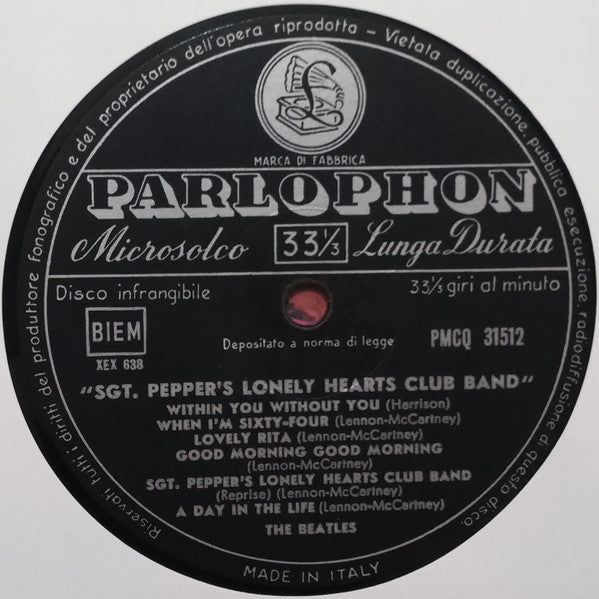 Riservati tutti i diritti del produttore fonografico e del proprietario dell'opera riprodotta – Vietata duplicazione, pubblica esecuzione, radiodiffusione di questo disco.
£
MARCA DI FABBRICA
PARLOPHON
Microsolco 33⅓ Lunga Durata
Disco infrangibile 33⅓ giri al minuto
BIEM
Depositato a norma di legge PMCQ 31512
XEX 638
"SGT. PEPPER'S LONELY HEARTS CLUB BAND"
WITHIN YOU WITHOUT YOU (Harrison)
WHEN I'M SIXTY-FOUR (Lennon-McCartney)
LOVELY RITA (Lennon-McCartney)
GOOD MORNING GOOD MORNING
(Lennon-McCartney)
SGT. PEPPER'S LONELY HEARTS CLUB BAND
(Reprise) (Lennon-McCartney)
A DAY IN THE LIFE (Lennon-McCartney)
THE BEATLES
MADE IN ITALY